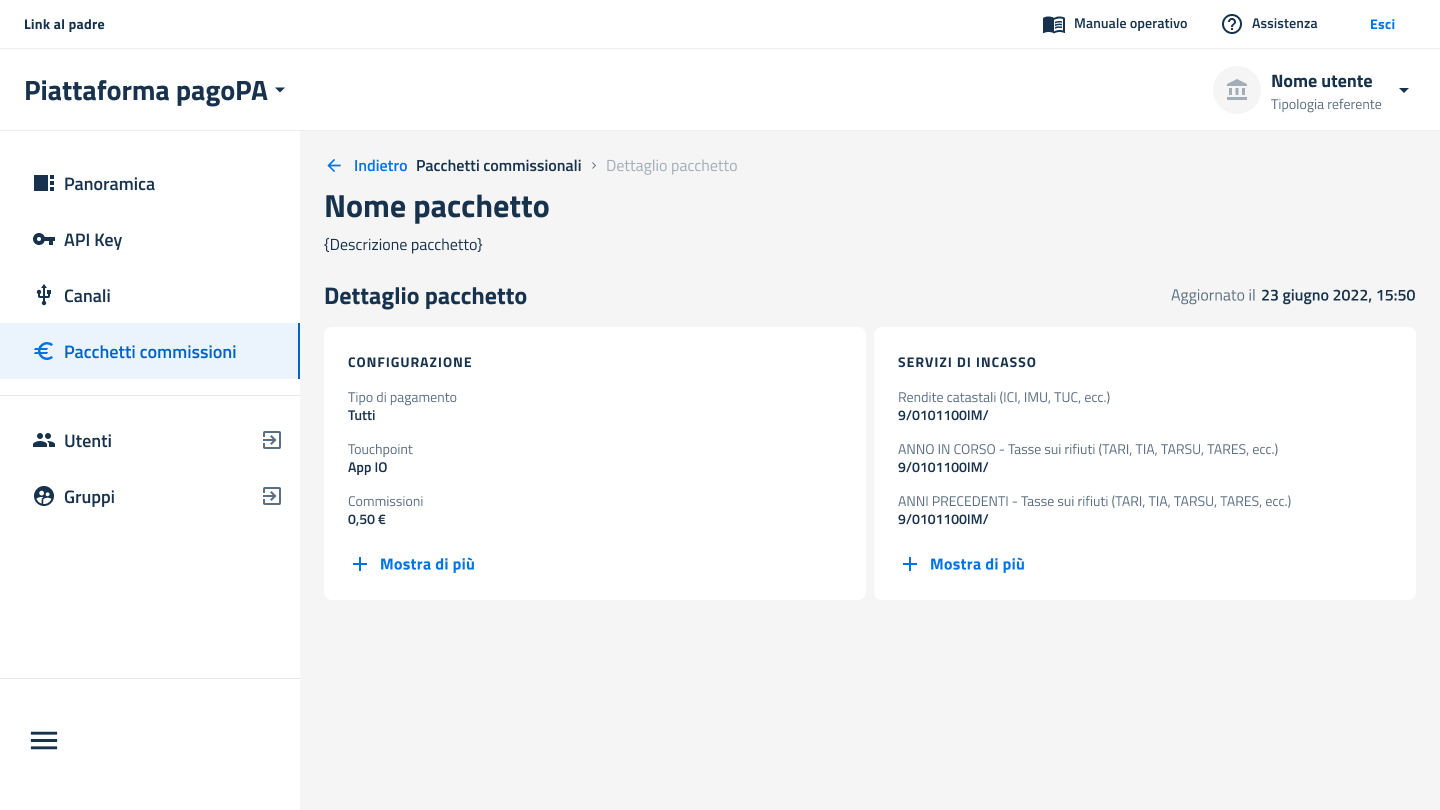 Link al padre
Manuale operativo
Assistenza
Esci
Piattaforma pagoPA
Nome utente
Tipologia referente
Panoramica
API Key
Canali
Pacchetti commissioni
Utenti
Gruppi
Indietro Pacchetti commissionali › Dettaglio pacchetto
Nome pacchetto
{Descrizione pacchetto}
Dettaglio pacchetto
Aggiornato il 23 giugno 2022, 15:50
CONFIGURAZIONE
Tipo di pagamento
Tutti
Touchpoint
App IO
Commissioni
0,50 €
Mostra di più
SERVIZI DI INCASSO
Rendite catastali (ICI, IMU, TUC, ecc.)
9/0101100IM/
ANNO IN CORSO - Tasse sui rifiuti (TARI, TIA, TARSU, TARES, ecc.)
9/0101100IM/
ANNI PRECEDENTI - Tasse sui rifiuti (TARI, TIA, TARSU, TARES, ecc.)
9/0101100IM/
Mostra di più